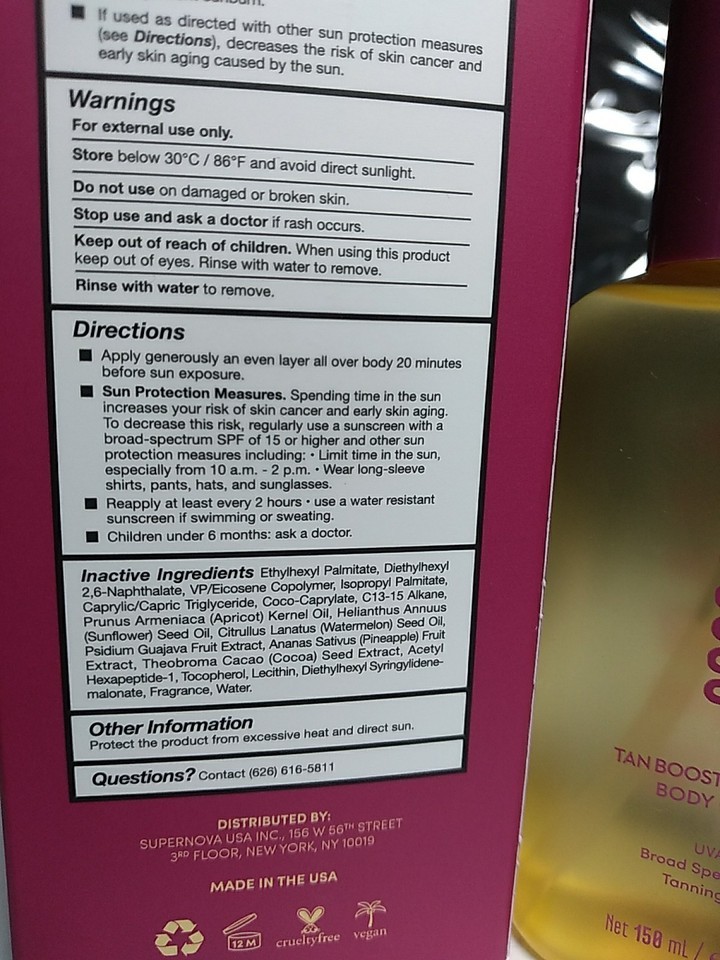 ■ If used as directed with other sun protection measures
(see Directions), decreases the risk of skin cancer and
early skin aging caused by the sun.
Warnings
For external use only.
Store below 30°C / 86°F and avoid direct sunlight.
Do not use on damaged or broken skin.
Stop use and ask a doctor if rash occurs.
Keep out of reach of children. When using this product
keep out of eyes. Rinse with water to remove.
Rinse with water to remove.
Directions
■ Apply generously an even layer all over body 20 minutes
before sun exposure.
■ Sun Protection Measures. Spending time in the sun
increases your risk of skin cancer and early skin aging.
To decrease this risk, regularly use a sunscreen with a
broad-spectrum SPF of 15 or higher and other sun
protection measures including: • Limit time in the sun,
especially from 10 a.m. - 2 p.m. • Wear long-sleeve
shirts, pants, hats, and sunglasses.
■ Reapply at least every 2 hours • use a water resistant
sunscreen if swimming or sweating.
■ Children under 6 months: ask a doctor.
Inactive Ingredients Ethylhexyl Palmitate, Diethylhexyl
2,6-Naphthalate, VP/Eicosene Copolymer, Isopropyl Palmitate,
Caprylic/Capric Triglyceride, Coco-Caprylate, C13-15 Alkane,
Prunus Armeniaca (Apricot) Kernel Oil, Helianthus Annuus
(Sunflower) Seed Oil, Citrullus Lanatus (Watermelon) Seed Oil,
Psidium Guajava Fruit Extract, Ananas Sativus (Pineapple) Fruit
Extract, Theobroma Cacao (Cocoa) Seed Extract, Acetyl
Hexapeptide-1, Tocopherol, Lecithin, Diethylhexyl Syringylidene-
malonate, Fragrance, Water.
Other Information
Protect the product from excessive heat and direct sun.
Questions? Contact (626) 616-5811
DISTRIBUTED BY:
SUPERNOVA USA INC., 156 W 56TH STREET
3RD FLOOR, NEW YORK, NY 10019
MADE IN THE USA
12 M
crueltyfree
vegan
TAN BOOST
BODY
UVA
Broad Spe
Tanning
Net 150 mL /